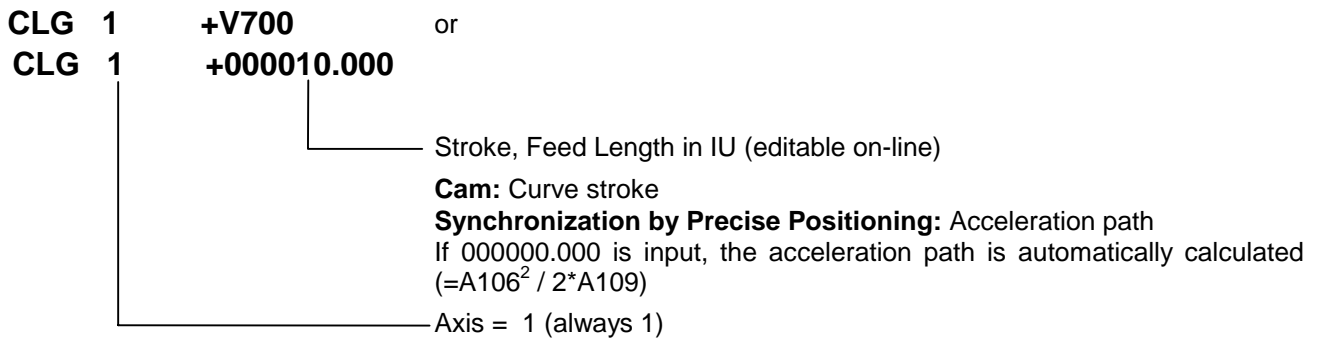 CLG 1 +V700 or
CLG 1 +000010.000
Stroke, Feed Length in IU (editable on-line)
Cam: Curve stroke
Synchronization by Precise Positioning: Acceleration path
If 000000.000 is input, the acceleration path is automatically calculated
(=A106² / 2*A109)
Axis = 1 (always 1)